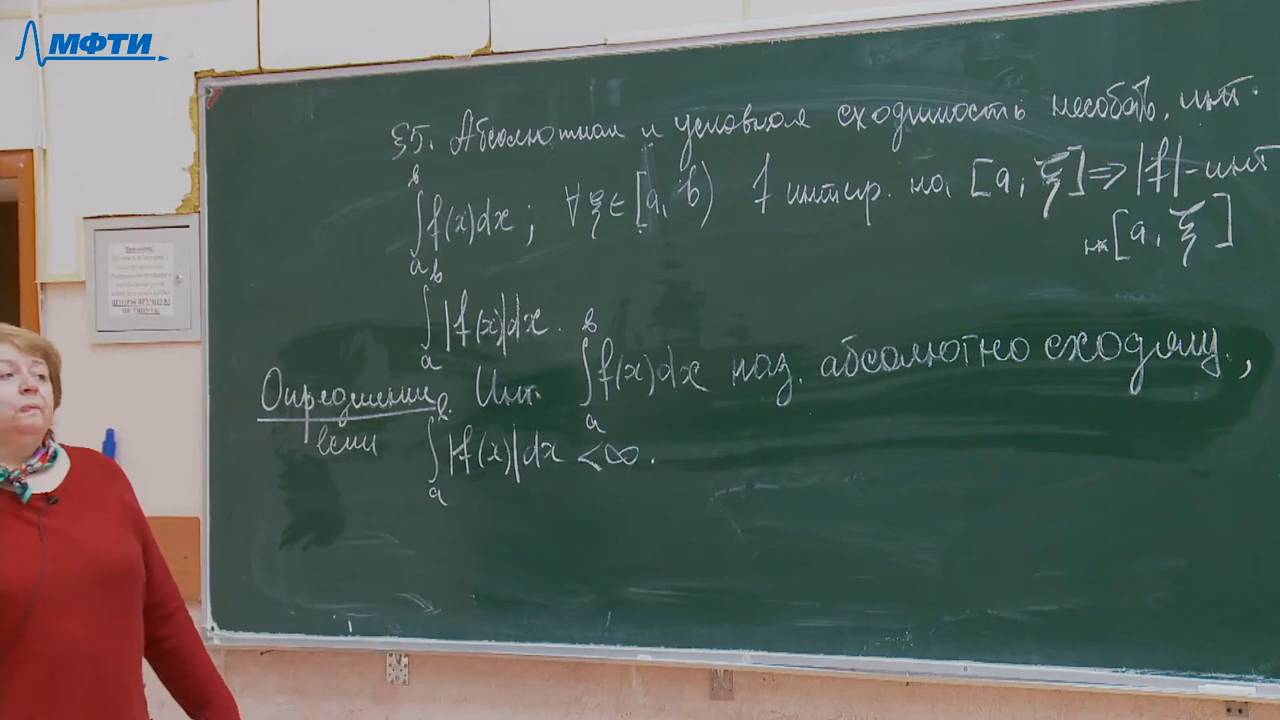 МФТИ
§5. Абсолютная и условная сходимость несобств. инт.
∫ₐᵇ f(x)dx; ∀ ξ ∈ [a, b) f интегр. на [a, ξ] ⇒ |f| - инт
на [a, ξ]
∫ₐᵇ |f(x)|dx.
Определение. Инт. ∫ₐᵇ f(x)dx наз. абсолютно сходящ.,
если ∫ₐᵇ |f(x)|dx < ∞.